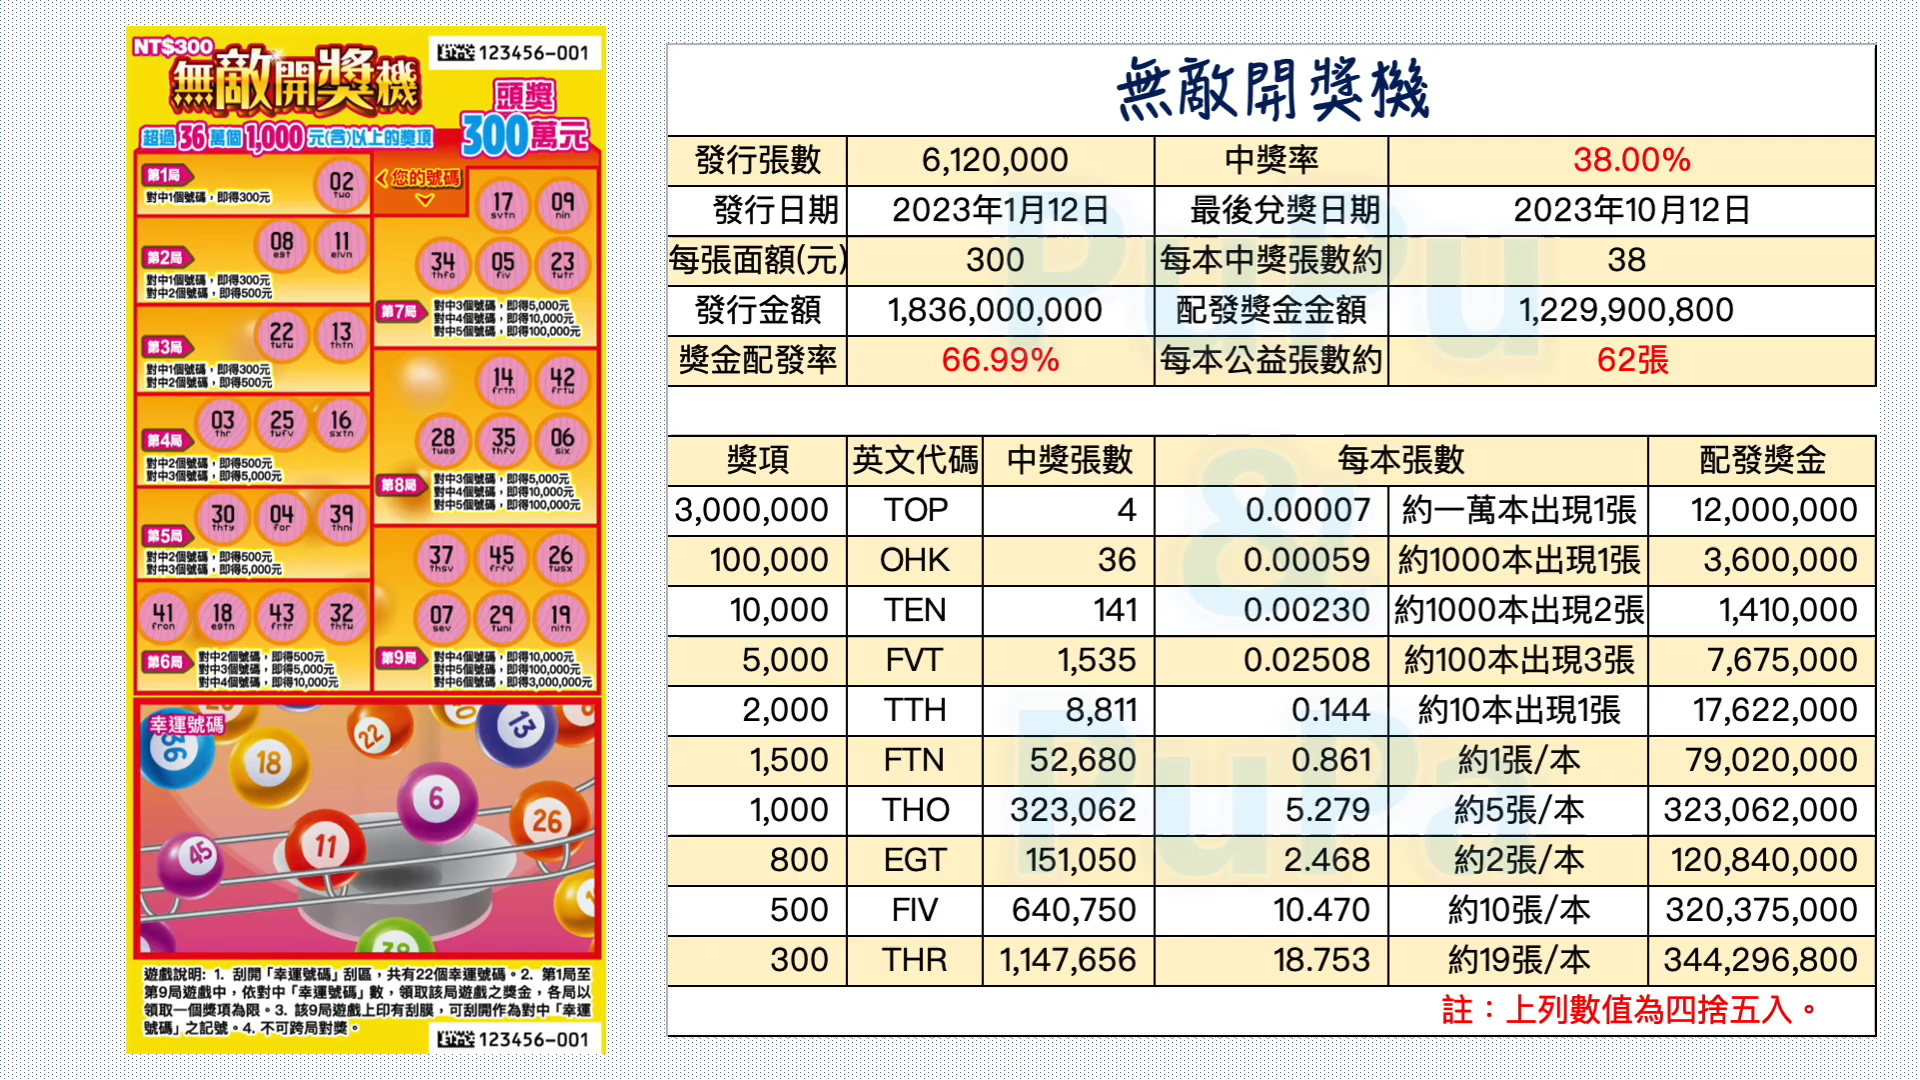 NT$300
123456-001
無敵開獎機
頭獎
300萬元
超過36萬個1,000元(含)以上的獎項
第1局
02
two
對中1個號碼，即得300元
您的號碼
第2局
08
egt
11
elvn
對中1個號碼，即得300元
對中2個號碼，即得500元
第3局
22
twtw
13
thtn
對中1個號碼，即得300元
對中2個號碼，即得500元
第4局
03
thr
25
twfv
16
sxtn
對中2個號碼，即得500元
對中3個號碼，即得5,000元
第5局
30
thty
04
for
39
thni
對中2個號碼，即得500元
對中3個號碼，即得5,000元
41
fron
18
egtn
43
frtr
32
thtw
第6局
對中2個號碼，即得500元
對中3個號碼，即得5,000元
對中4個號碼，即得10,000元
17
svtn
09
nin
34
thfo
05
fiv
23
twtr
第7局
對中3個號碼，即得5,000元
對中4個號碼，即得10,000元
對中5個號碼，即得100,000元
14
frtn
42
frtw
28
tweg
35
thfv
06
six
第8局
對中3個號碼，即得5,000元
對中4個號碼，即得10,000元
對中5個號碼，即得100,000元
37
thsv
45
frfv
26
twsx
07
sev
29
twni
19
nitn
第9局
對中4個號碼，即得10,000元
對中5個號碼，即得100,000元
對中6個號碼，即得3,000,000元
幸運號碼
36
18
22
13
6
26
11
45
38
遊戲說明: 1. 刮開「幸運號碼」刮區，共有22個幸運號碼。2. 第1局至
第9局遊戲中，依對中「幸運號碼」數，領取該局遊戲之獎金，各局以
領取一個獎項為限。3. 該9局遊戲上印有刮膜，可刮開作為對中「幸運
號碼」之記號。4. 不可跨局對獎。
123456-001
無敵開獎機
發行張數 6,120,000 中獎率 38.00%
發行日期 2023年1月12日 最後兌獎日期 2023年10月12日
每張面額(元) 300 每本中獎張數約 38
發行金額 1,836,000,000 配發獎金金額 1,229,900,800
獎金配發率 66.99% 每本公益張數約 62張
獎項 英文代碼 中獎張數 每本張數 配發獎金
3,000,000 TOP 4 0.00007 約一萬本出現1張 12,000,000
100,000 OHK 36 0.00059 約1000本出現1張 3,600,000
10,000 TEN 141 0.00230 約1000本出現2張 1,410,000
5,000 FVT 1,535 0.02508 約100本出現3張 7,675,000
2,000 TTH 8,811 0.144 約10本出現1張 17,622,000
1,500 FTN 52,680 0.861 約1張/本 79,020,000
1,000 THO 323,062 5.279 約5張/本 323,062,000
800 EGT 151,050 2.468 約2張/本 120,840,000
500 FIV 640,750 10.470 約10張/本 320,375,000
300 THR 1,147,656 18.753 約19張/本 344,296,800
註：上列數值為四捨五入。
PuPu
&
PuPa